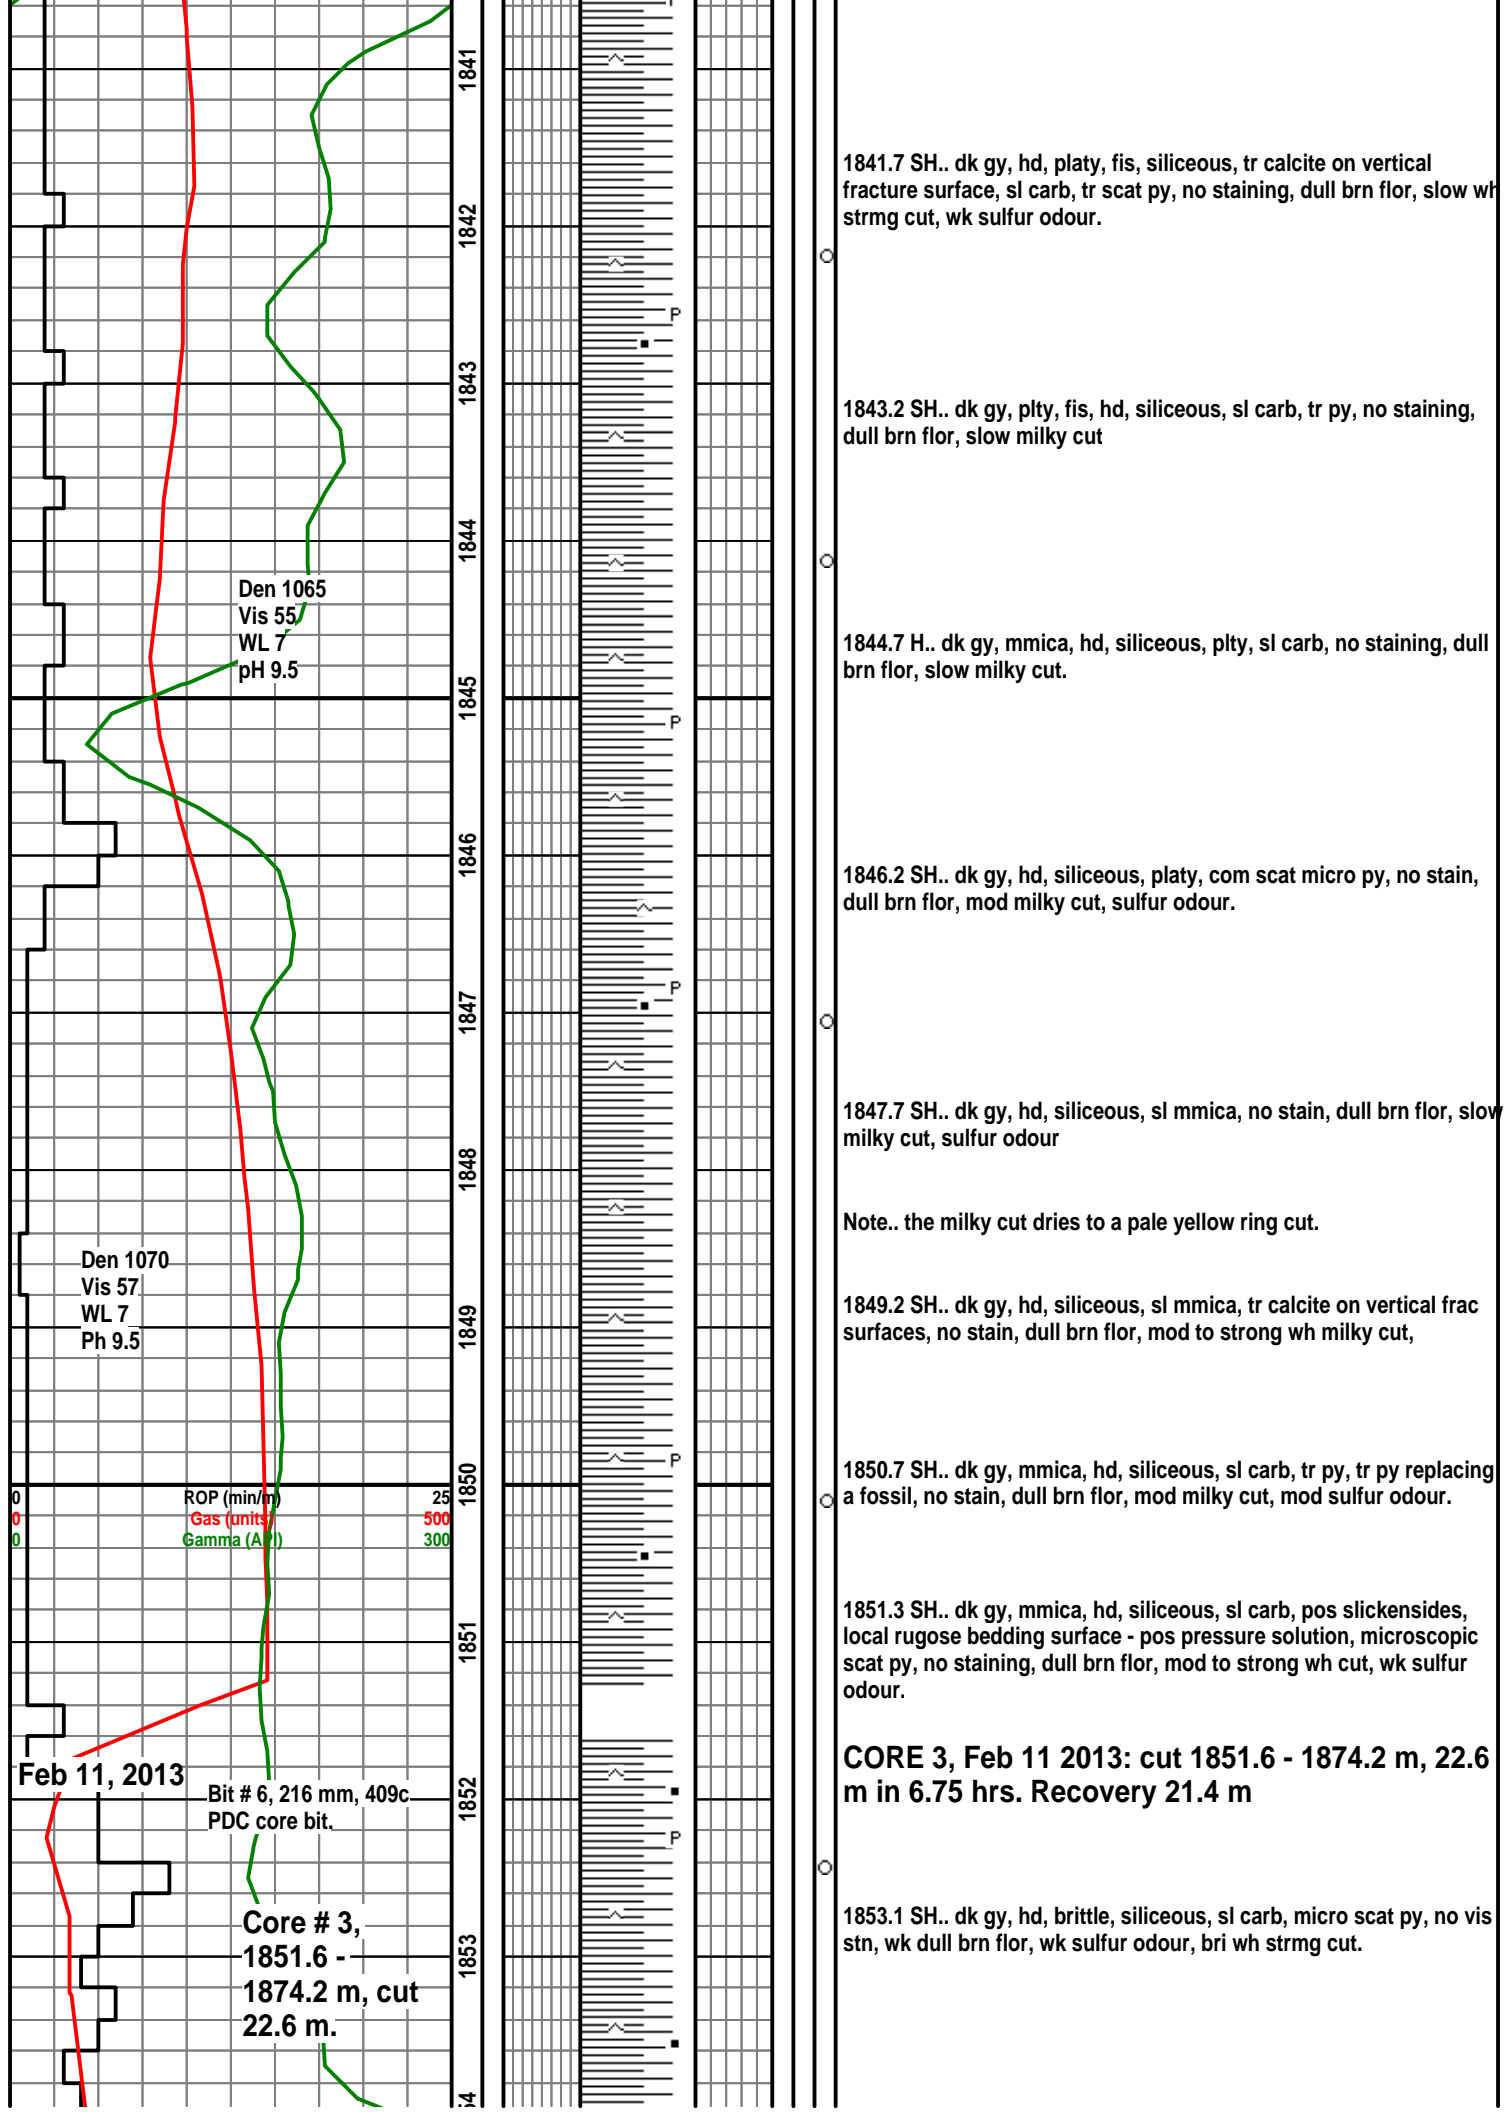 1841
1841.7 SH.. dk gy, hd, platy, fis, siliceous, tr calcite on vertical
fracture surface, sl carb, tr scat py, no staining, dull brn flor, slow wh
strmg cut, wk sulfur odour.
1842
P
1843
1843.2 SH.. dk gy, plty, fis, hd, siliceous, sl carb, tr py, no staining,
dull brn flor, slow milky cut
1844
Den 1065
Vis 55
WL 7
pH 9.5
1844.7 H.. dk gy, mmica, hd, siliceous, plty, sl carb, no staining, dull
brn flor, slow milky cut.
1845
P
1846
1846.2 SH.. dk gy, hd, siliceous, platy, com scat micro py, no stain,
dull brn flor, mod milky cut, sulfur odour.
P
1847
1847.7 SH.. dk gy, hd, siliceous, sl mmica, no stain, dull brn flor, slow
milky cut, sulfur odour
1848
Note.. the milky cut dries to a pale yellow ring cut.
Den 1070
Vis 57
WL 7
Ph 9.5
1849
1849.2 SH.. dk gy, hd, siliceous, sl mmica, tr calcite on vertical frac
surfaces, no stain, dull brn flor, mod to strong wh milky cut,
P
1850
1850.7 SH.. dk gy, mmica, hd, siliceous, sl carb, tr py, tr py replacing
a fossil, no stain, dull brn flor, mod milky cut, mod sulfur odour.
0 ROP (min/m) 25
0 Gas (units) 500
0 Gamma (API) 300
1851
1851.3 SH.. dk gy, mmica, hd, siliceous, sl carb, pos slickensides,
local rugose bedding surface - pos pressure solution, microscopic
scat py, no staining, dull brn flor, mod to strong wh cut, wk sulfur
odour.
Feb 11, 2013
CORE 3, Feb 11 2013: cut 1851.6 - 1874.2 m, 22.6
m in 6.75 hrs. Recovery 21.4 m
Bit # 6, 216 mm, 409c
PDC core bit.
1852
P
Core # 3,
1851.6 -
1874.2 m, cut
22.6 m.
1853
1853.1 SH.. dk gy, hd, brittle, siliceous, sl carb, micro scat py, no vis
stn, wk dull brn flor, wk sulfur odour, bri wh strmg cut.